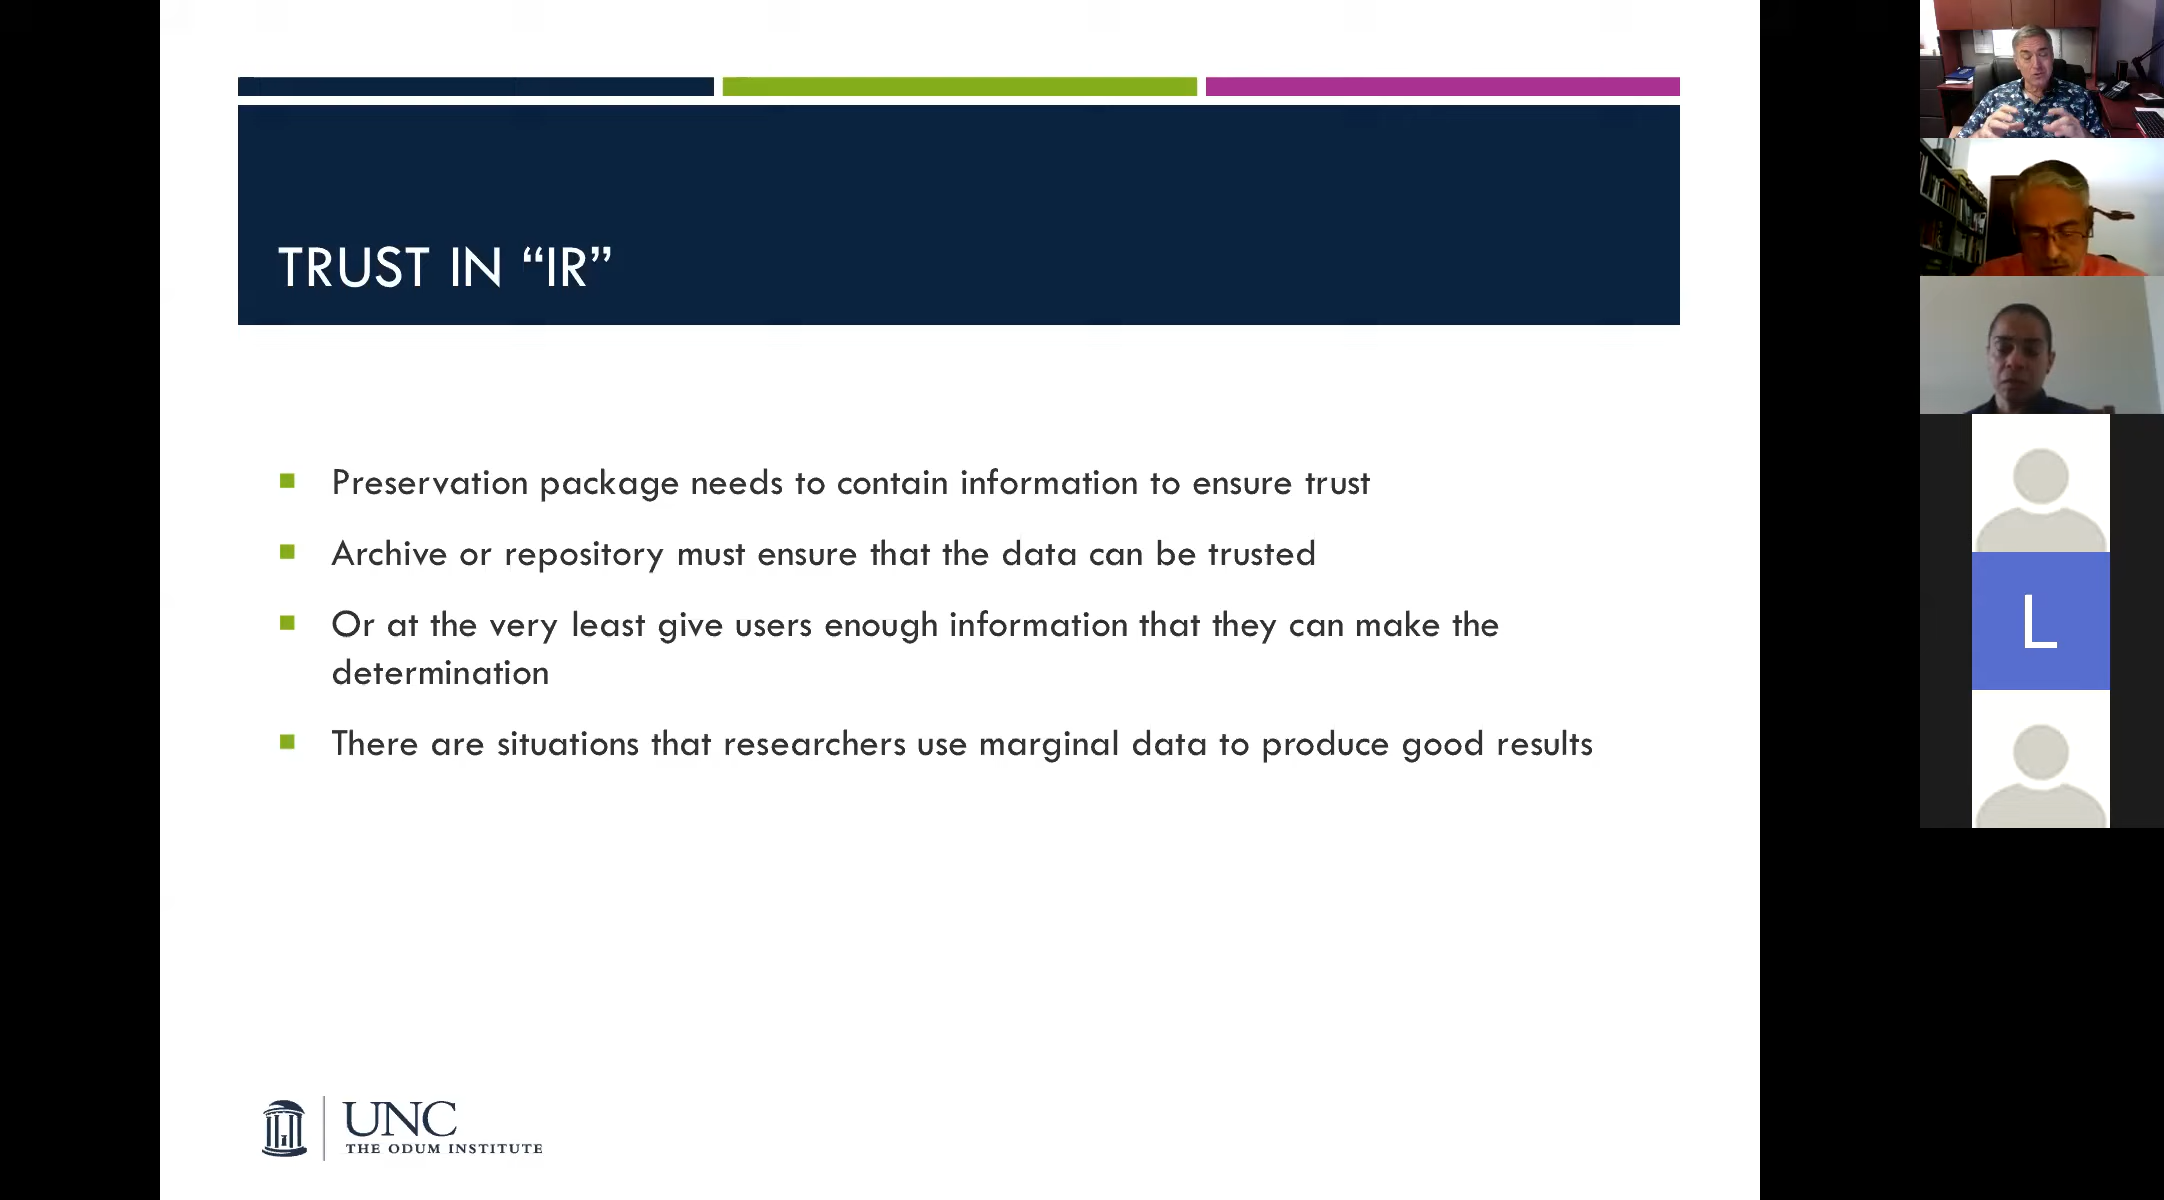 TRUST IN “IR”
Preservation package needs to contain information to ensure trust
Archive or repository must ensure that the data can be trusted
Or at the very least give users enough information that they can make the
determination
There are situations that researchers use marginal data to produce good results
UNC
THE ODUM INSTITUTE
L